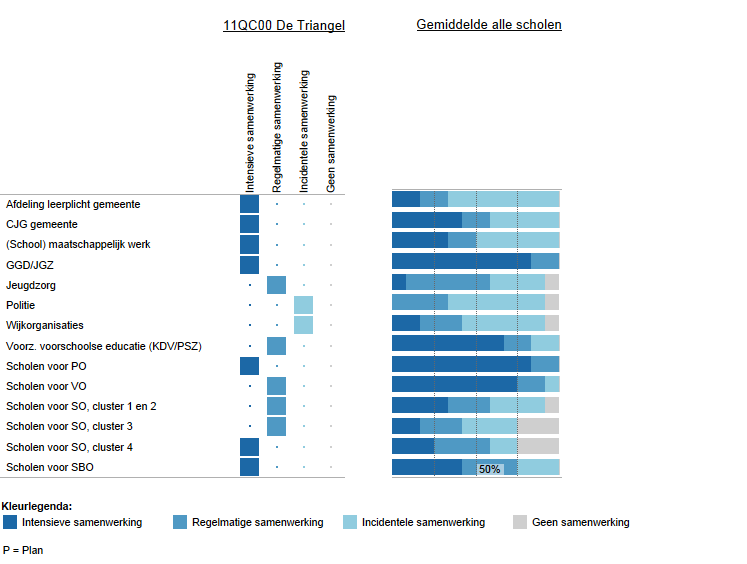 11QC00 De Triangel
Gemiddelde alle scholen
Intensieve samenwerking
Regelmatige samenwerking
Incidentele samenwerking
Geen samenwerking
Afdeling leerplicht gemeente
CJG gemeente
(School) maatschappelijk werk
GGD/JGZ
Jeugdzorg
Politie
Wijkorganisaties
Voorz. voorschoolse educatie (KDV/PSZ)
Scholen voor PO
Scholen voor VO
Scholen voor SO, cluster 1 en 2
Scholen voor SO, cluster 3
Scholen voor SO, cluster 4
Scholen voor SBO
50%
Kleurlegenda:
Intensieve samenwerking
Regelmatige samenwerking
Incidentele samenwerking
Geen samenwerking
P = Plan